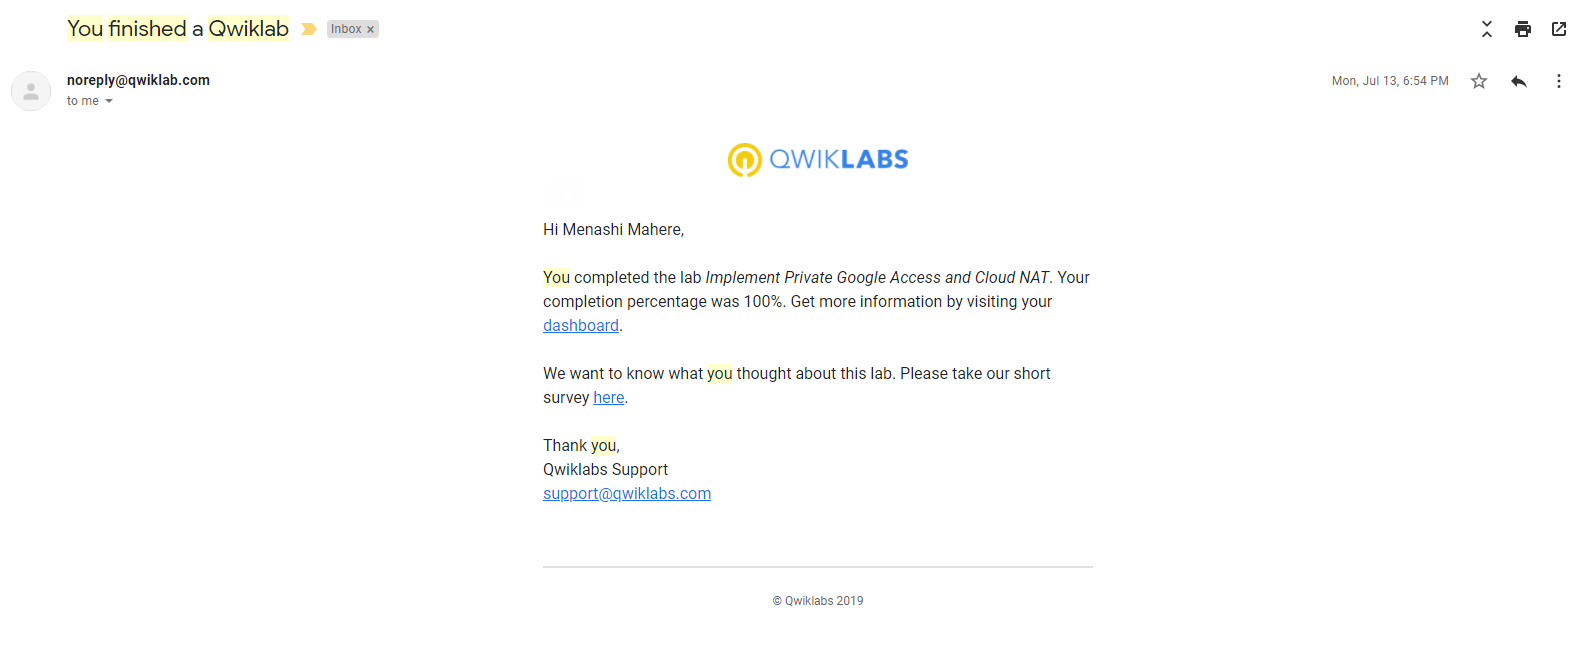 You finished a Qwiklab Inbox x
noreply@qwiklab.com Mon, Jul 13, 6:54 PM
to me
QWIKLABS
Hi Menashi Mahere,
You completed the lab Implement Private Google Access and Cloud NAT. Your
completion percentage was 100%. Get more information by visiting your
dashboard.
We want to know what you thought about this lab. Please take our short
survey here.
Thank you,
Qwiklabs Support
support@qwiklabs.com
© Qwiklabs 2019